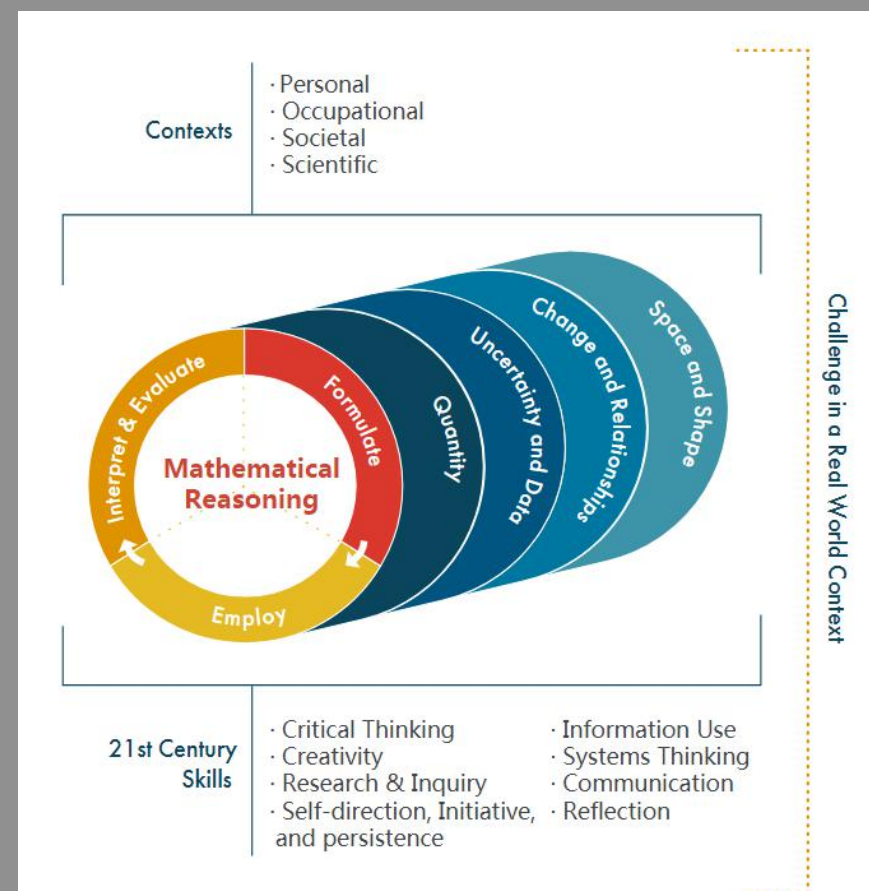 Contexts
· Personal
· Occupational
· Societal
· Scientific
Interpret & Evaluate
Formulate
Employ
Mathematical
Reasoning
Quantity
Uncertainty and Data
Change and Relationships
Space and Shape
Challenge in a Real World Context
21st Century
Skills
· Critical Thinking
· Creativity
· Research & Inquiry
· Self-direction, Initiative,
and persistence
· Information Use
· Systems Thinking
· Communication
· Reflection